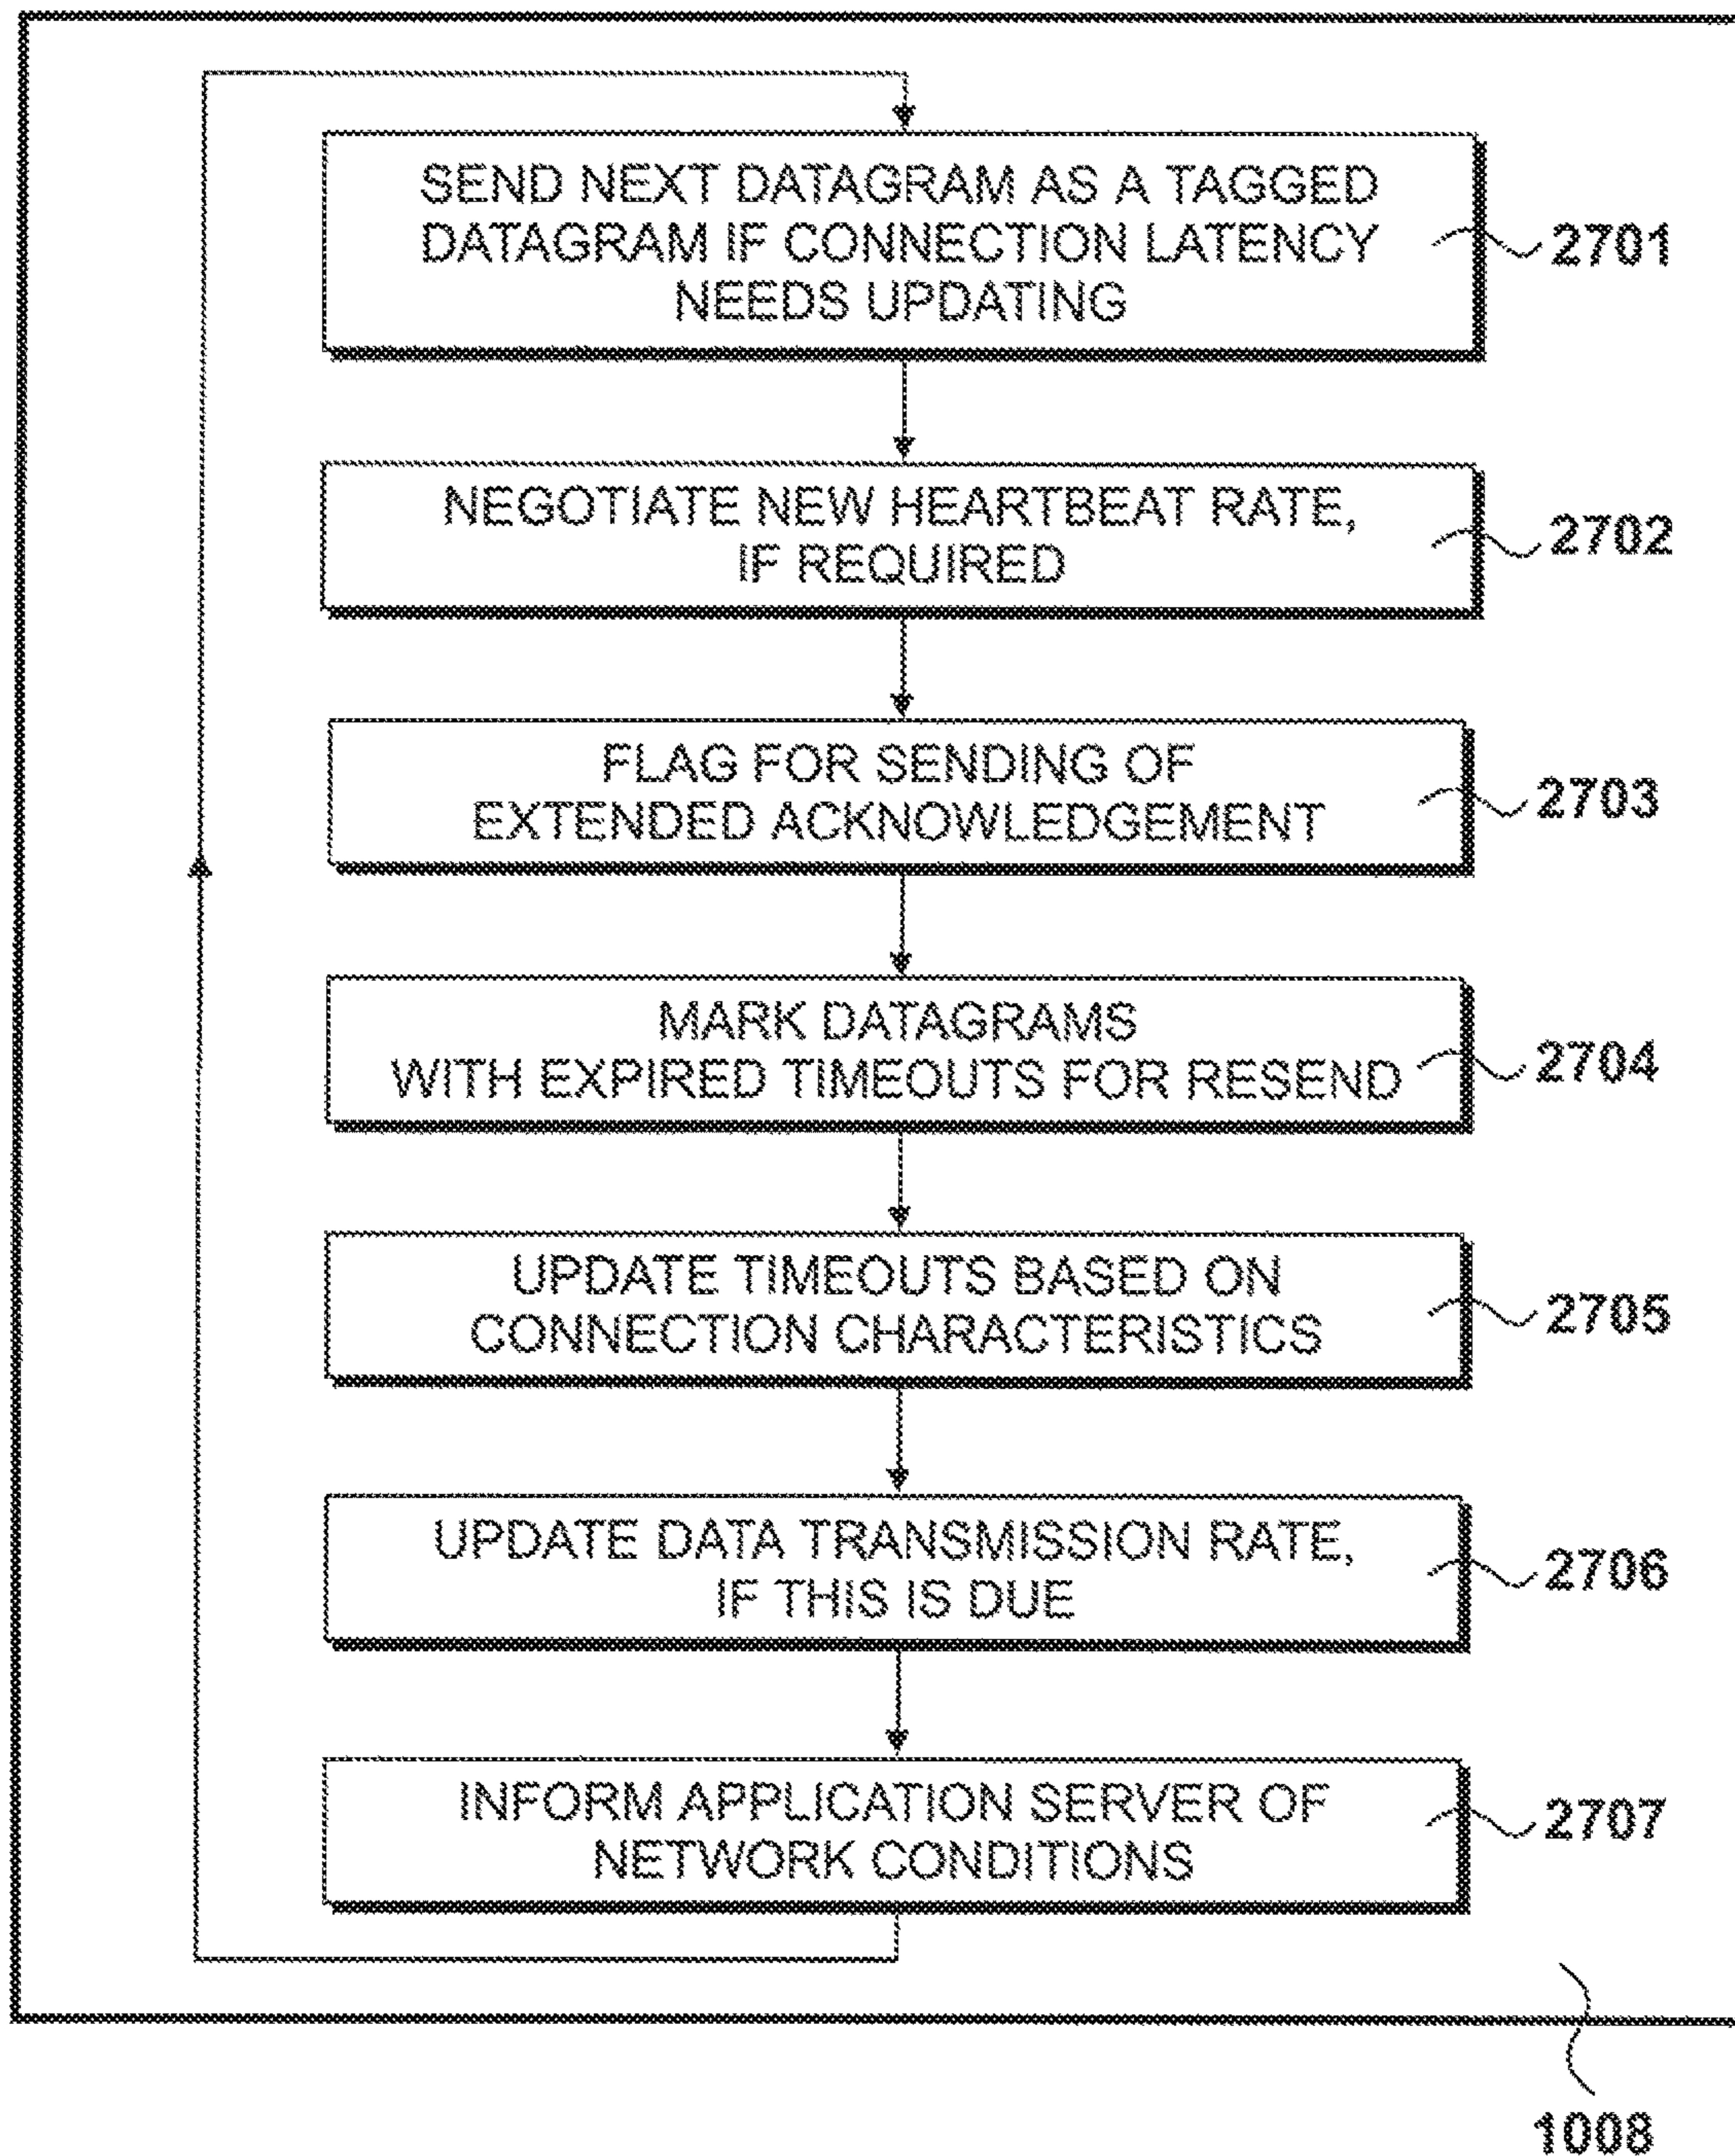 SEND NEXT DATAGRAM AS A TAGGED
DATAGRAM IF CONNECTION LATENCY
NEEDS UPDATING
2701
NEGOTIATE NEW HEARTBEAT RATE,
IF REQUIRED
2702
FLAG FOR SENDING OF
EXTENDED ACKNOWLEDGEMENT
2703
MARK DATAGRAMS
WITH EXPIRED TIMEOUTS FOR RESEND
2704
UPDATE TIMEOUTS BASED ON
CONNECTION CHARACTERISTICS
2705
UPDATE DATA TRANSMISSION RATE,
IF THIS IS DUE
2706
INFORM APPLICATION SERVER OF
NETWORK CONDITIONS
2707
1008